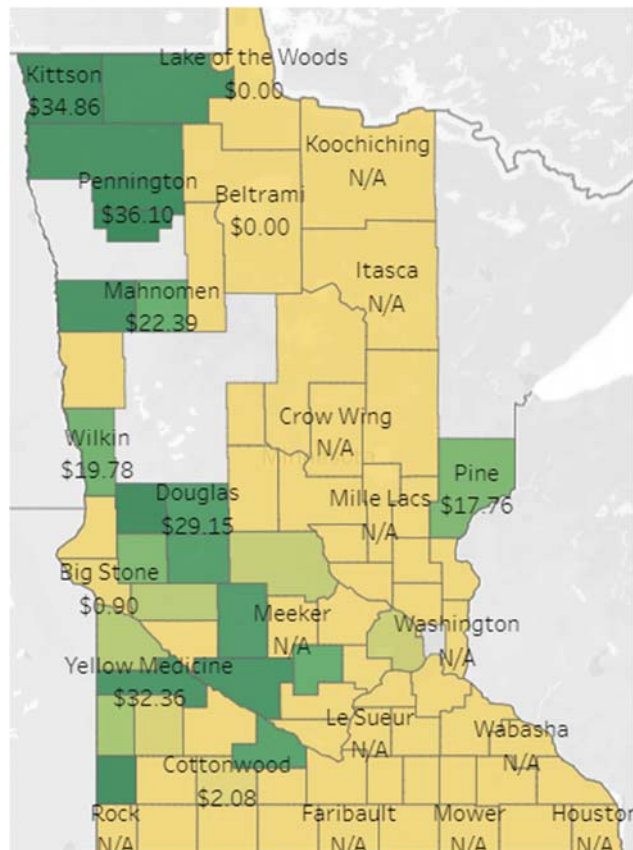 Kittson
$34.86
Lake of the Woods
$0.00
Koochiching
N/A
Pennington
$36.10
Beltrami
$0.00
Itasca
N/A
Mahnomen
$22.39
Crow Wing
N/A
Wilkin
$19.78
Douglas
$29.15
Mille Lacs
N/A
Pine
$17.76
Big Stone
$0.90
Meeker
N/A
Washington
N/A
Yellow Medicine
$32.36
Le Sueur
N/A
Wabasha
N/A
Cottonwood
$2.08
Rock
N/A
Faribault
N/A
Mower
N/A
Houston
N/A